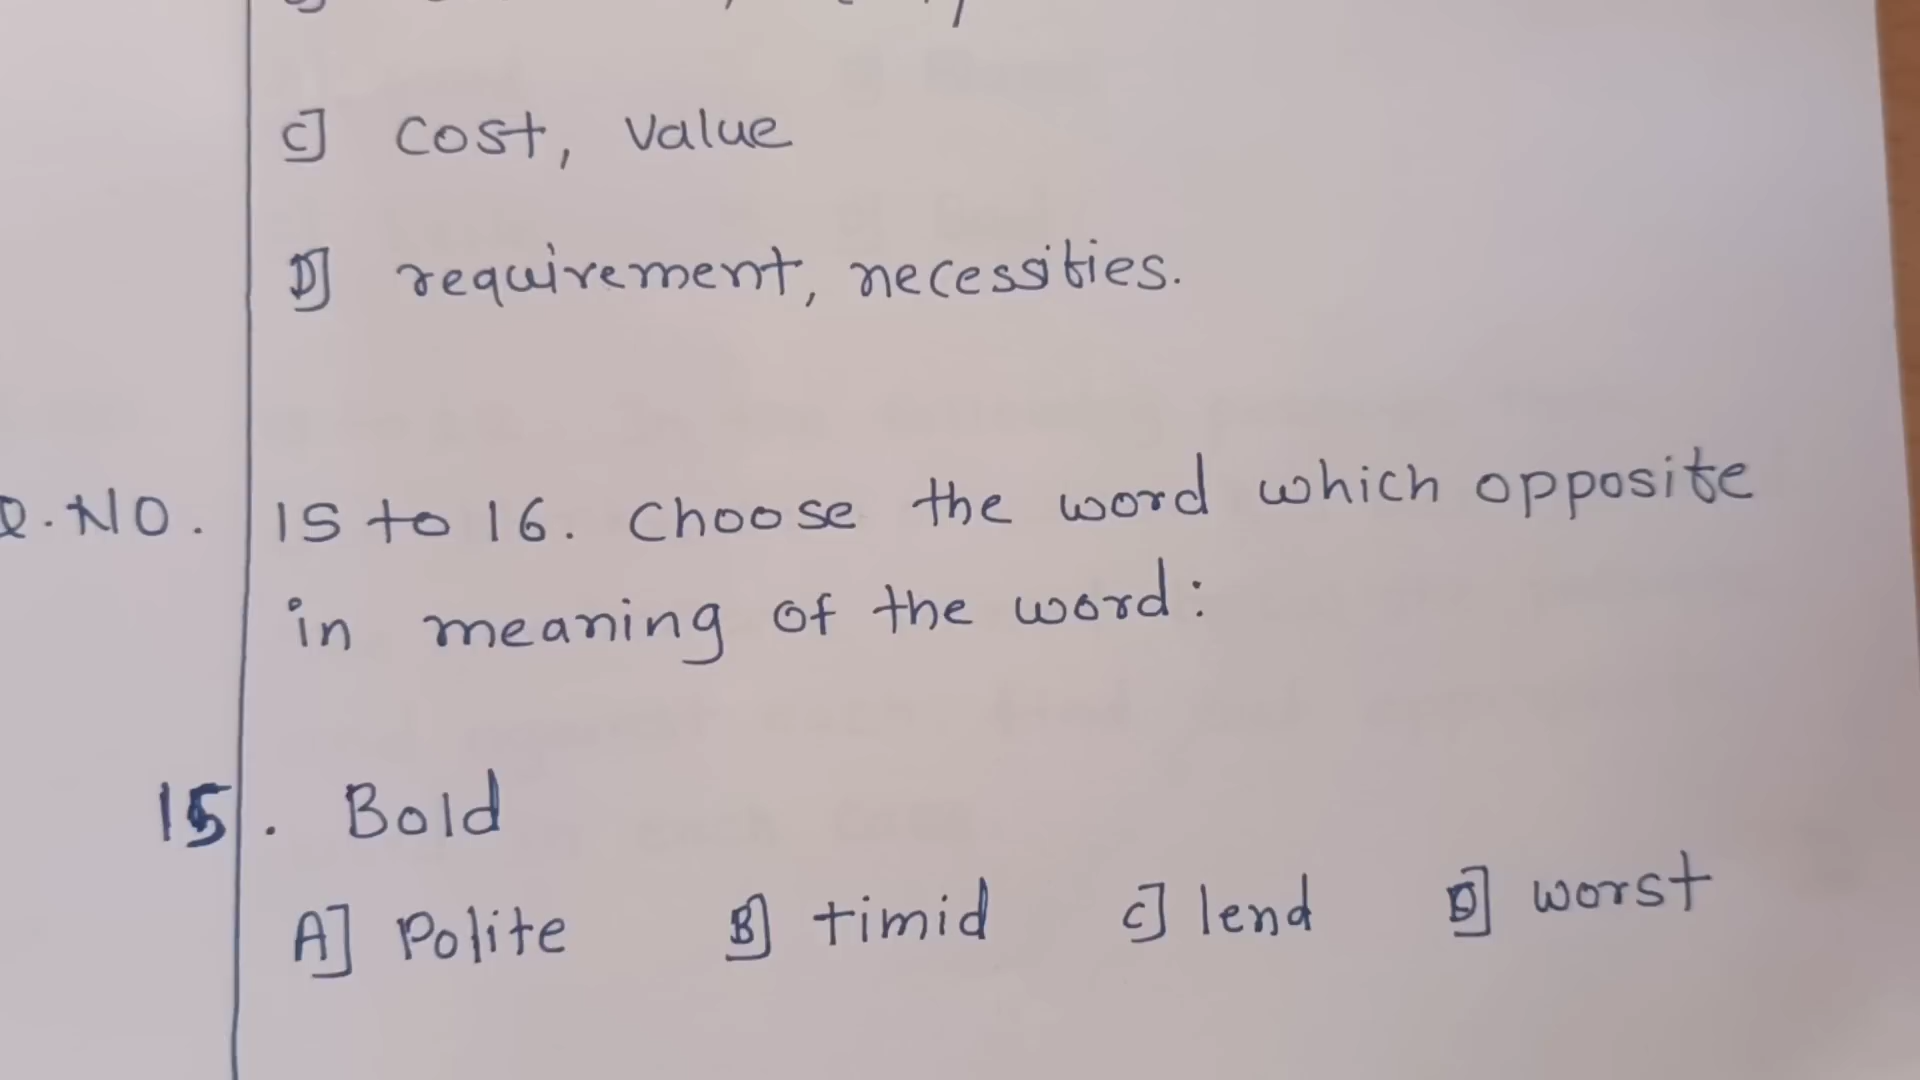 C] cost, value
D] requirement, necessities.
Q.No. 15 to 16. Choose the word which opposite
in meaning of the word:
15. Bold
A] Polite B] timid C] lend D] worst